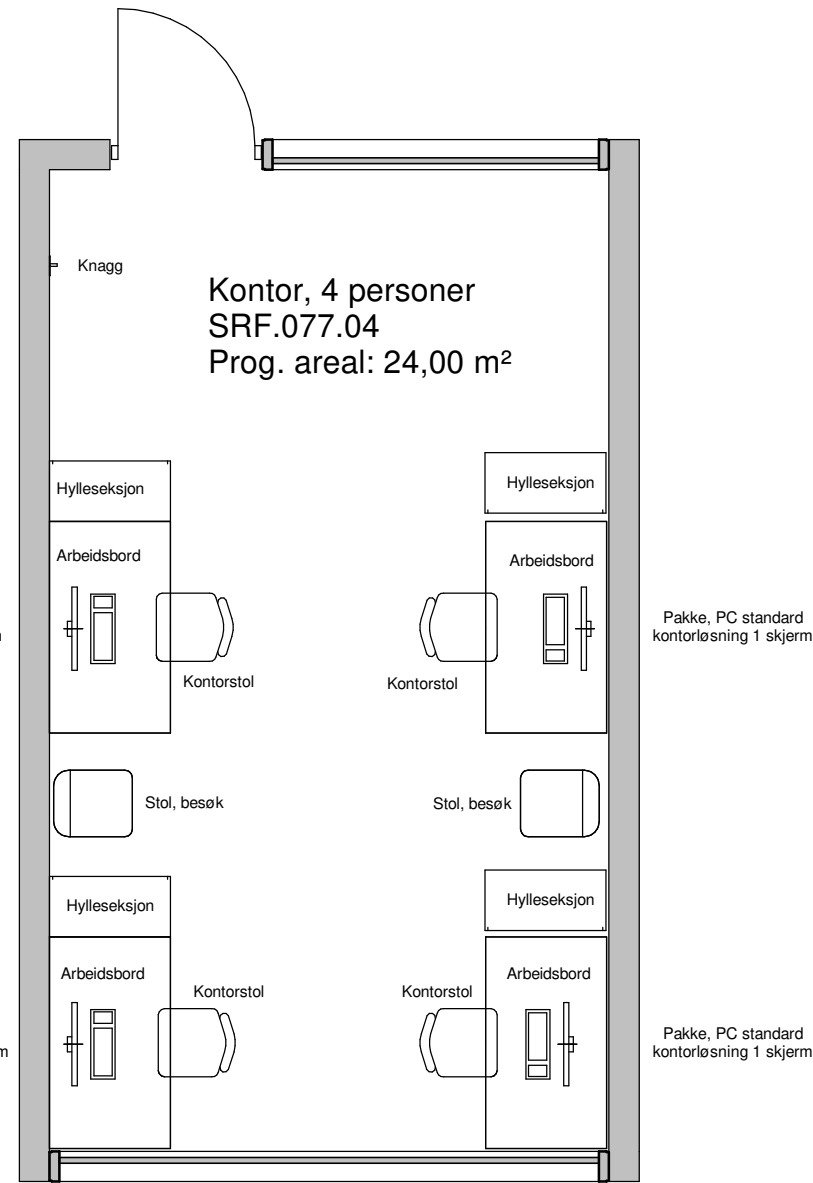 Knagg
Kontor, 4 personer
SRF.077.04
Prog. areal: 24,00 m²
Hylleseksjon
Hylleseksjon
Arbeidsbord
Arbeidsbord
Pakke, PC standard
kontorløsning 1 skjerm
Kontorstol
Kontorstol
Stol, besøk
Stol, besøk
Hylleseksjon
Hylleseksjon
Arbeidsbord
Arbeidsbord
Kontorstol
Kontorstol
Pakke, PC standard
kontorløsning 1 skjerm